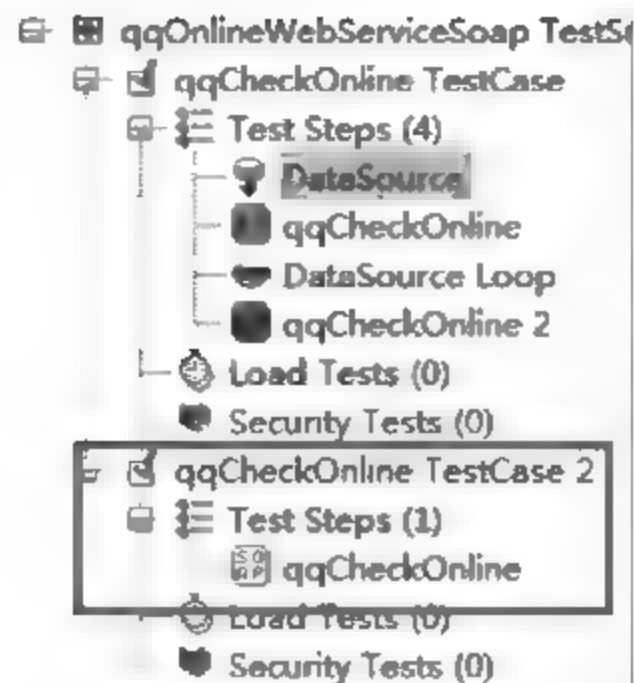 qqOnlineWebServiceSoap TestSu
qqCheckOnline TestCase
Test Steps (4)
DataSource
qqCheckOnline
DataSource Loop
qqCheckOnline 2
Load Tests (0)
Security Tests (0)
qqCheckOnline TestCase 2
Test Steps (1)
qqCheckOnline
Load Tests (0)
Security Tests (0)